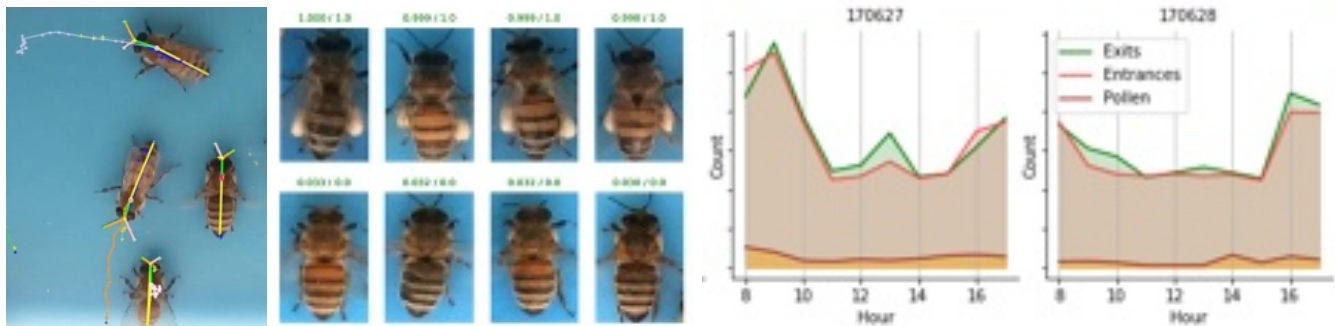 1.000 / 1.0 0.999 / 1.0 0.999 / 1.0 0.998 / 1.0
0.033 / 0.0 0.032 / 0.0 0.032 / 0.0 0.030 / 0.0
170627
Count
8 10 12 14 16
Hour
170628
Exits
Entrances
Pollen
Count
8 10 12 14 16
Hour